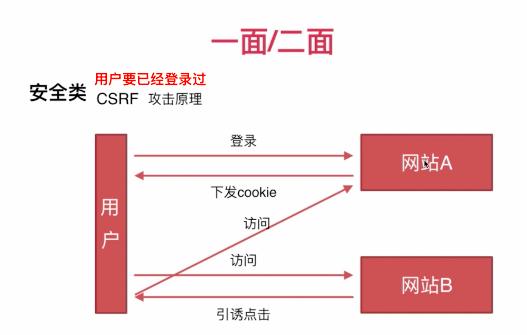 一面/二面
用户要已经登录过
安全类 CSRF 攻击原理
登录
网站A
下发cookie
用
户
访问
访问
网站B
引诱点击